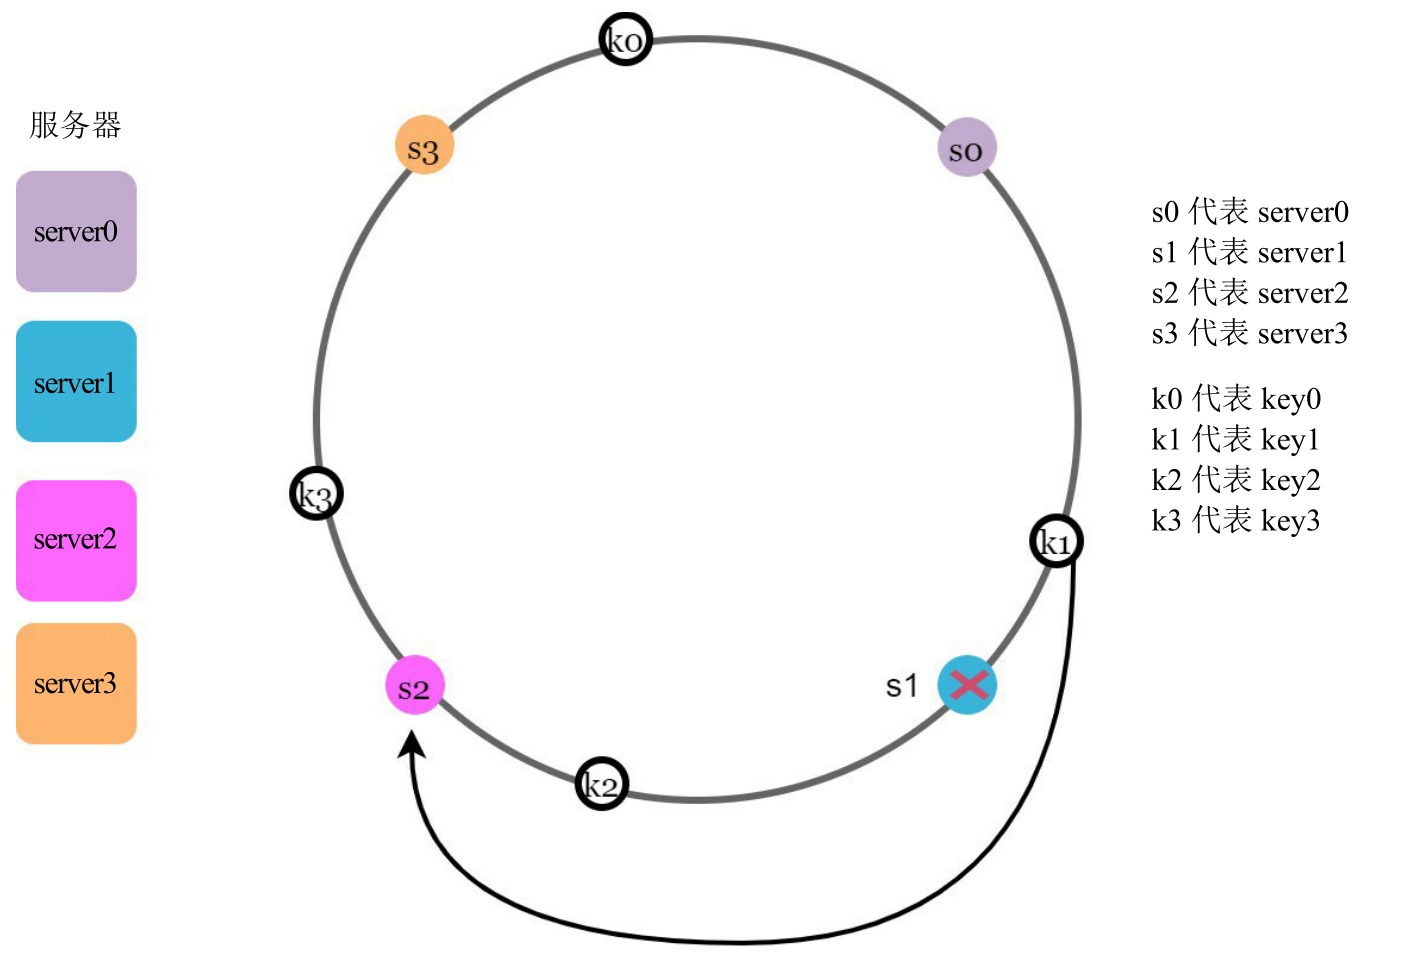 服务器
server0
server1
server2
server3
k0
s3
s0
k3
k1
s2
s1
k2
s0 代表 server0
s1 代表 server1
s2 代表 server2
s3 代表 server3
k0 代表 key0
k1 代表 key1
k2 代表 key2
k3 代表 key3